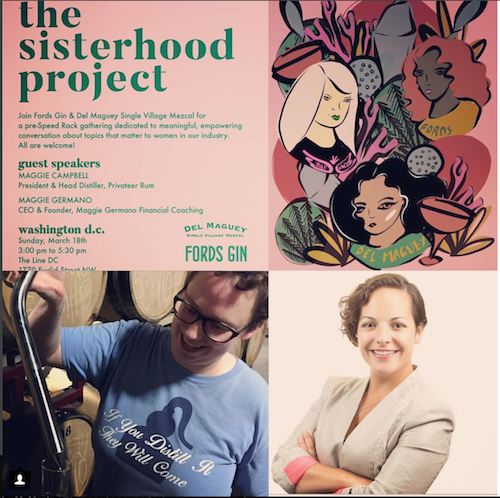 the
sisterhood
project
Join Fords Gin & Del Maguey Single Village Mezcal for
a pre-Speed Rack gathering dedicated to meaningful, empowering
conversation about topics that matter to women in our industry.
All are welcome!
guest speakers
MAGGIE CAMPBELL
President & Head Distiller, Privateer Rum
MAGGIE GERMANO
CEO & Founder, Maggie Germano Financial Coaching
washington d.c.
Sunday, March 18th
3:00 pm to 5:30 pm
The Line DC
1770 Euclid Street NW
DEL MAGUEY
SINGLE VILLAGE MEZCAL
FORDS GIN
FORDS
DEL MAGUEY
If You Distill It
They Will Come